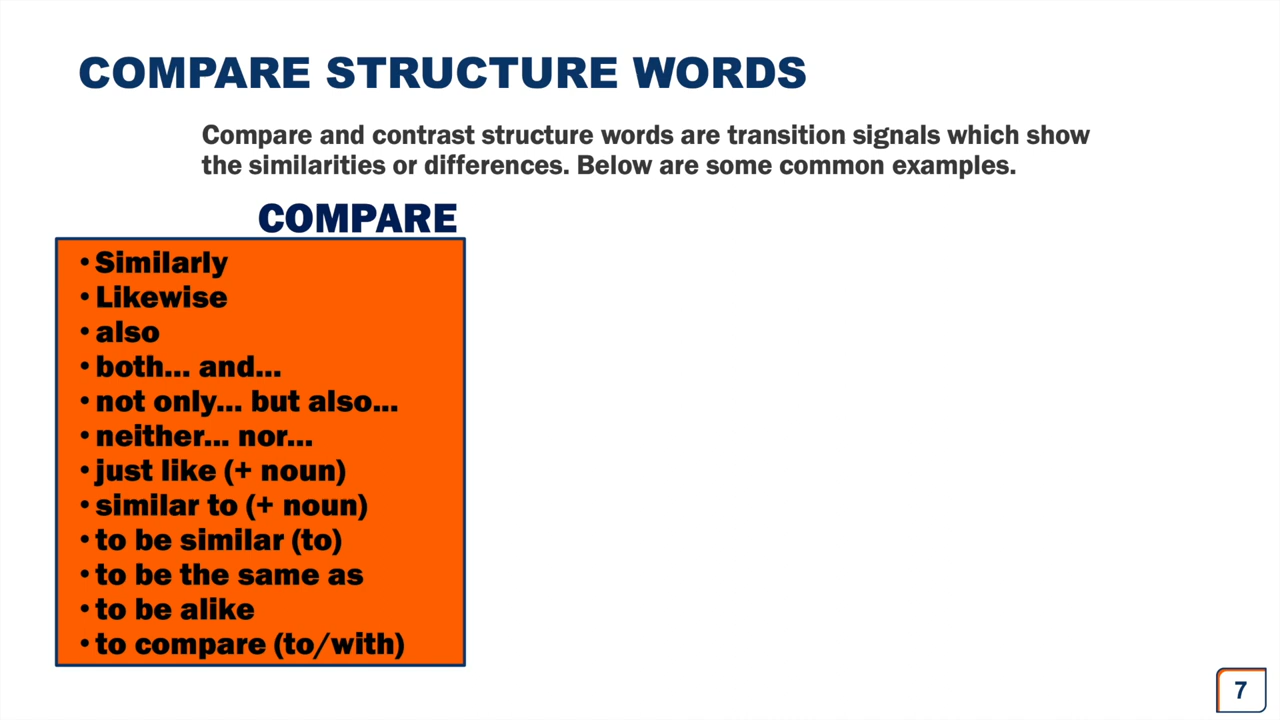 COMPARE STRUCTURE WORDS
Compare and contrast structure words are transition signals which show
the similarities or differences. Below are some common examples.
COMPARE
• Similarly
• Likewise
• also
• both... and...
• not only... but also...
• neither... nor...
• just like (+ noun)
• similar to (+ noun)
• to be similar (to)
• to be the same as
• to be alike
• to compare (to/with)
7